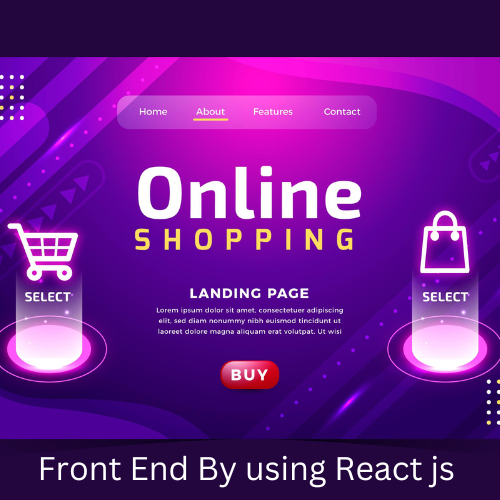 Home About Features Contact
Online
SHOPPING
SELECT
SELECT
LANDING PAGE
Lorem ipsum dolor sit amet, consectetuer adipiscing
elit, sed diam nonummy nibh euismod tincidunt ut
laoreet dolore magna aliquam erat volutpat. Ut wisi
BUY
Front End By using React js